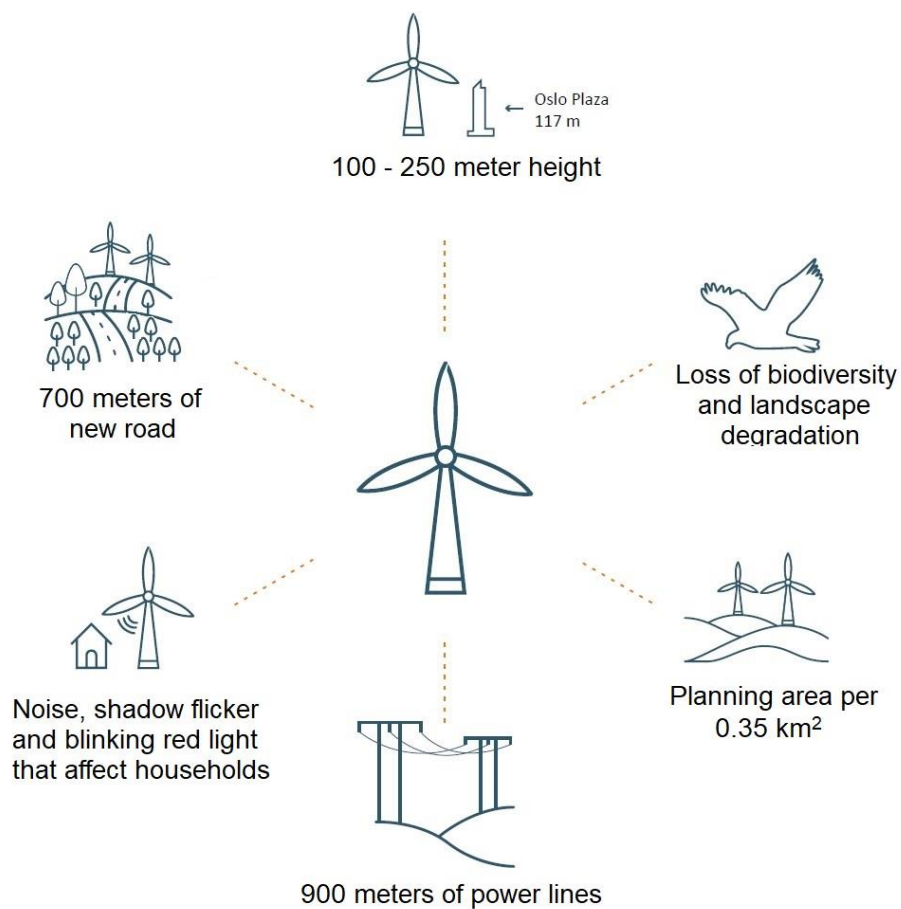 Oslo Plaza
117 m
100 - 250 meter height
700 meters of
new road
Loss of biodiversity
and landscape
degradation
Noise, shadow flicker
and blinking red light
that affect households
Planning area per
0.35 km²
900 meters of power lines